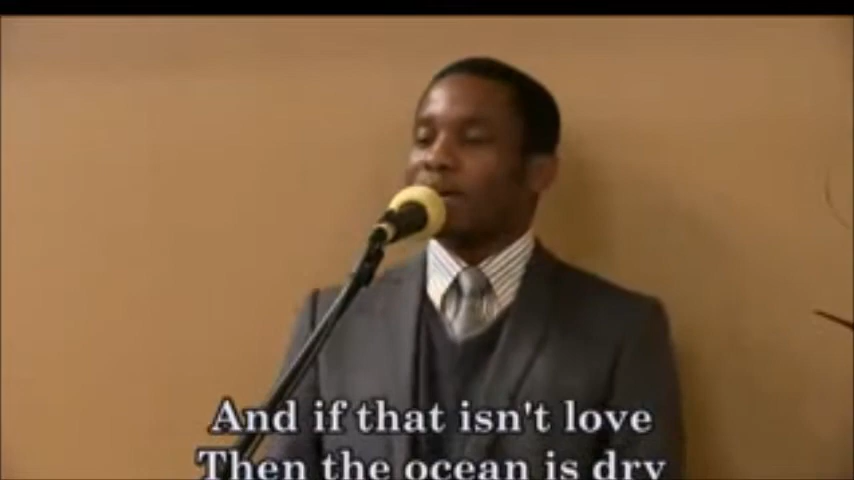 And if that isn't love
Then the ocean is dry